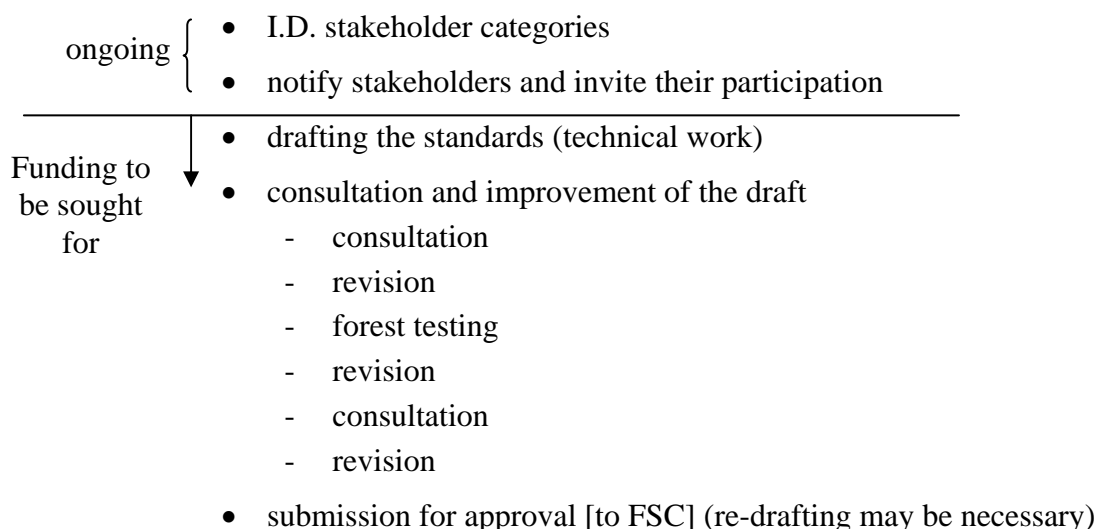 ongoing
• I.D. stakeholder categories
• notify stakeholders and invite their participation
Funding to
be sought
for
• drafting the standards (technical work)
• consultation and improvement of the draft
- consultation
- revision
- forest testing
- revision
- consultation
- revision
• submission for approval [to FSC] (re-drafting may be necessary)